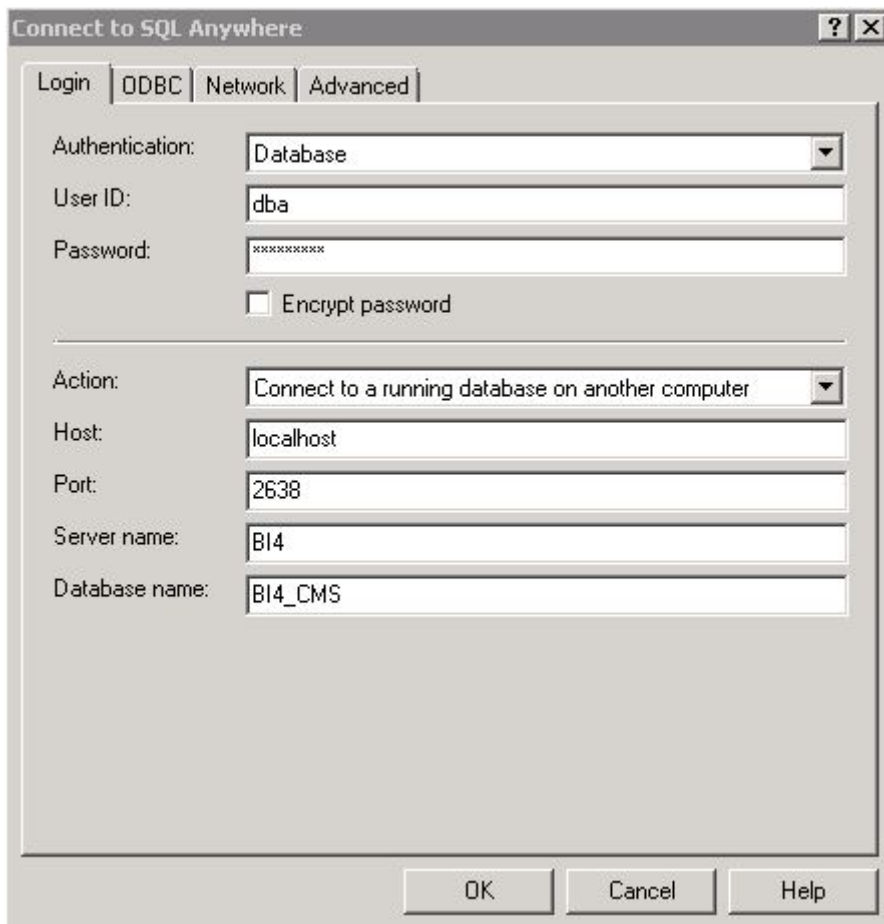 Connect to SQL Anywhere
Login ODBC Network Advanced
Authentication: Database
User ID: dba
Password: *********
Encrypt password
Action: Connect to a running database on another computer
Host: localhost
Port: 2638
Server name: BI4
Database name: BI4_CMS
OK Cancel Help